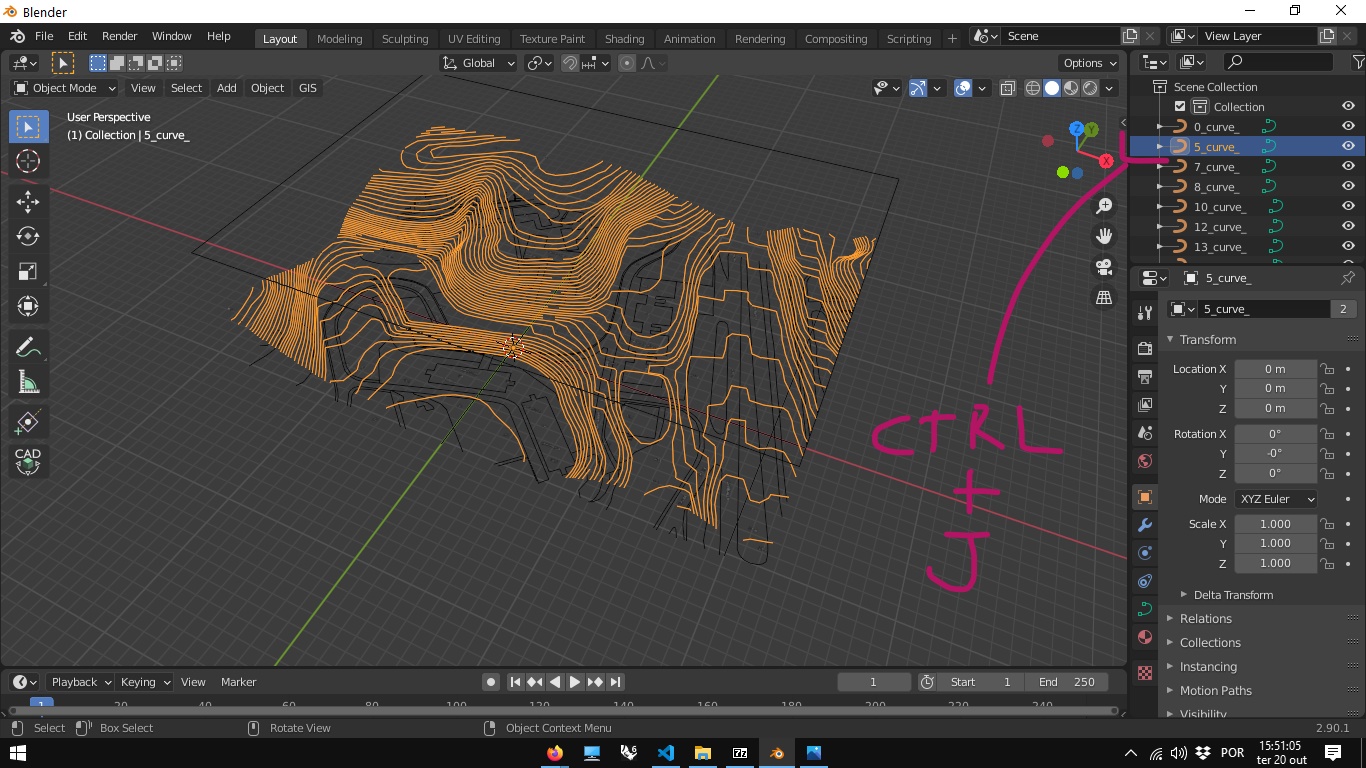 Blender
File Edit Render Window Help Layout Modeling Sculpting UV Editing Texture Paint Shading Animation Rendering Compositing Scripting + Scene View Layer
Global Options
Object Mode View Select Add Object GIS
Scene Collection
User Perspective
(1) Collection | 5_curve_
Collection
0_curve_
5_curve_
7_curve_
8_curve_
10_curve_
12_curve_
13_curve_
Z Y
X
CAD
CTRL
+
J
5_curve_
5_curve_ 2
Transform
Location X 0 m
Y 0 m
Z 0 m
Rotation X 0°
Y -0°
Z 0°
Mode XYZ Euler
Scale X 1.000
Y 1.000
Z 1.000
Delta Transform
Relations
Collections
Instancing
Motion Paths
Visibility
Playback Keying View Marker 1 Start 1 End 250
1 20 40 60 80 100 120 140 160 180 200 220 240
Select Box Select Rotate View Object Context Menu 2.90.1
POR 15:51:05
ter 20 out